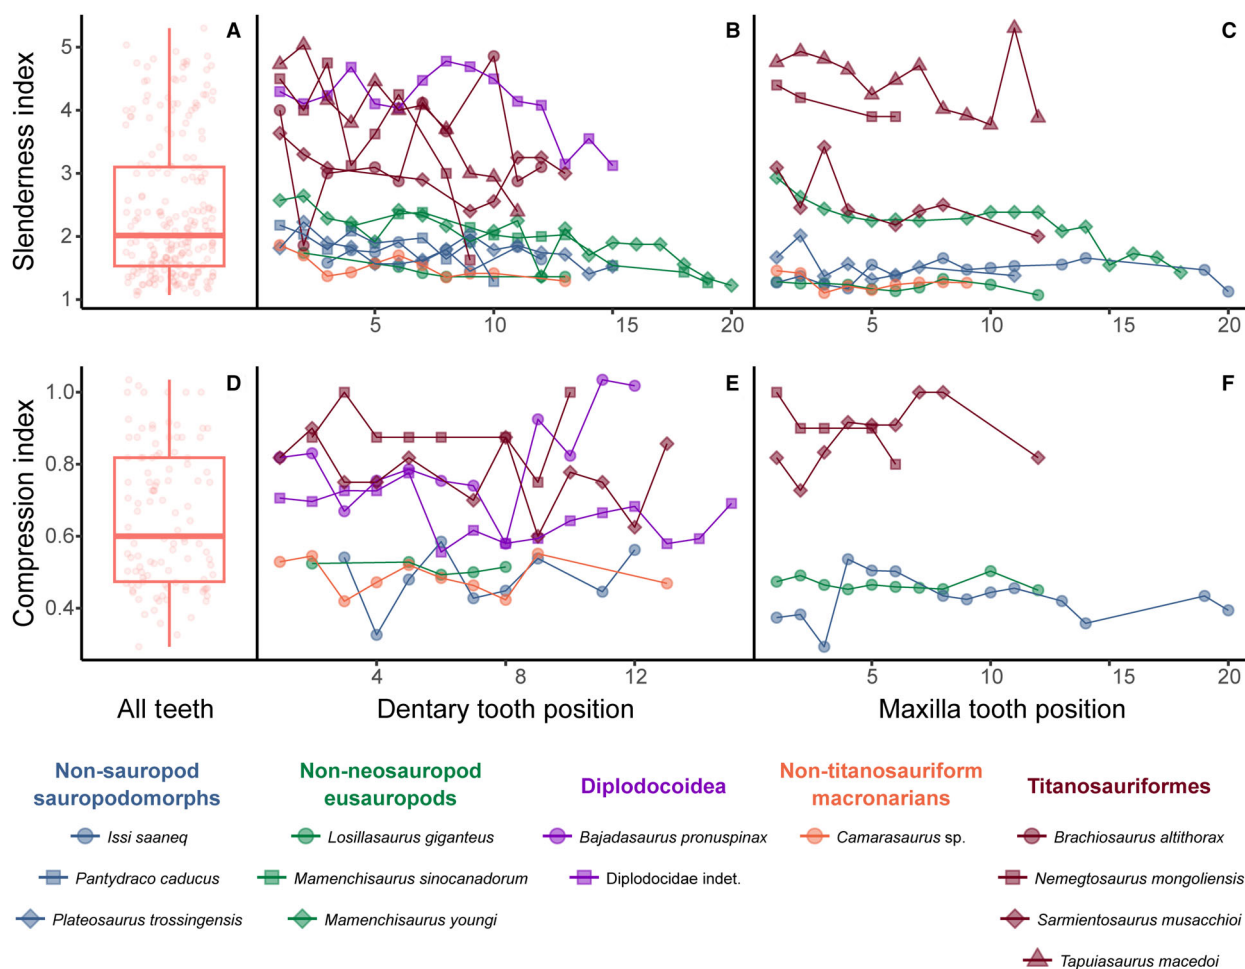 Slenderness index
5
4
3
2
1
A
B
C
5
10
15
20
5
10
15
20
Compression index
1.0
0.8
0.6
0.4
D
E
F
4
8
12
5
10
15
20
All teeth
Dentary tooth position
Maxilla tooth position
Non-sauropod
sauropodomorphs
Issi saaneq
Pantydraco caducus
Plateosaurus trossingensis
Non-neosauropod
eusauropods
Losillasaurus giganteus
Mamenchisaurus sinocanadorum
Mamenchisaurus youngi
Diplodocoidea
Bajadasaurus pronuspinax
Diplodocidae indet.
Non-titanosauriform
macronarians
Camarasaurus sp.
Titanosauriformes
Brachiosaurus altithorax
Nemegtosaurus mongoliensis
Sarmientosaurus musacchioi
Tapuiasaurus macedoi